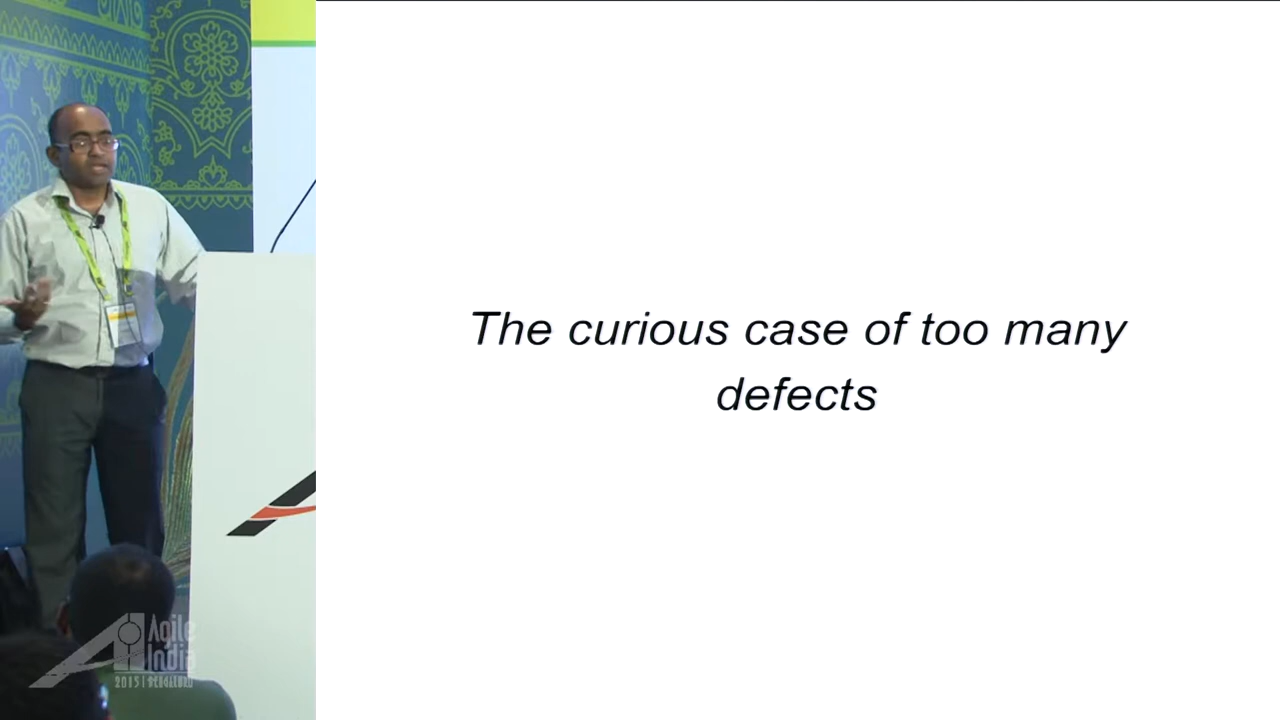 The curious case of too many
defects
Agile
India
2015 | BENGALURU